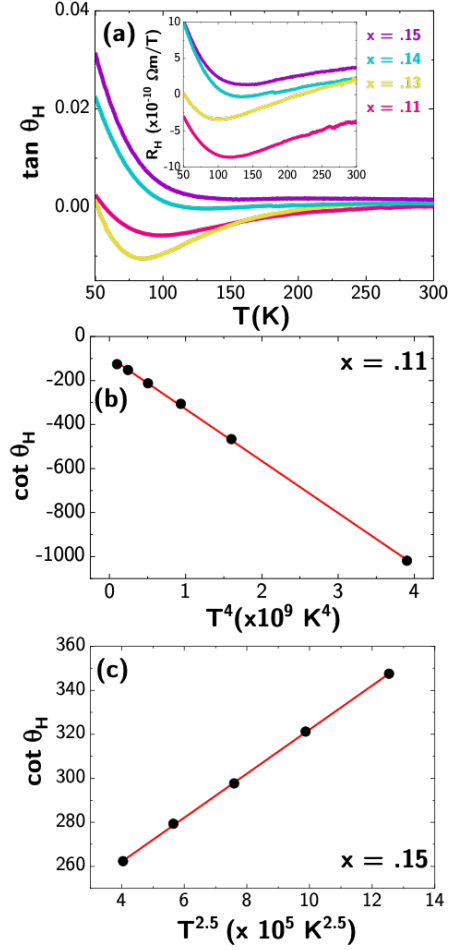 (a)
x = .15
x = .14
x = .13
x = .11
10
5
0
-5
-10
R_H (x10^-10 Ωm/T)
50 100 150 200 250 300
0.04
0.02
0.00
tan θ_H
50 100 150 200 250 300
T(K)
0
-200
-400
-600
-800
-1000
cot θ_H
x = .11
(b)
0 1 2 3 4
T^4(x10^9 K^4)
360
340
320
300
280
260
cot θ_H
(c)
x = .15
4 6 8 10 12 14
T^2.5 (x 10^5 K^2.5)